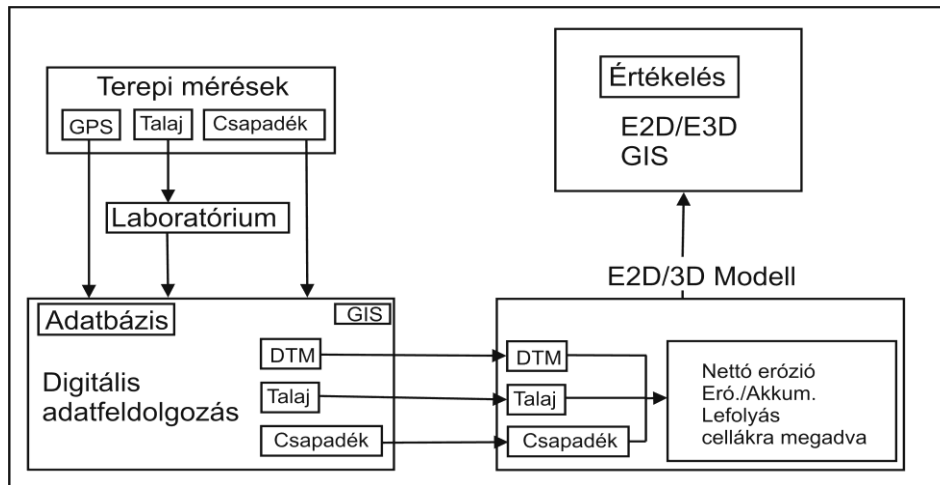 Terepi mérések
GPS
Talaj
Csapadék
Laboratórium
Adatbázis
GIS
Digitális
adatfeldolgozás
DTM
Talaj
Csapadék
Értékelés
E2D/E3D
GIS
E2D/3D Modell
DTM
Talaj
Csapadék
Nettó erózió
Eró./Akkum.
Lefolyás
cellákra megadva